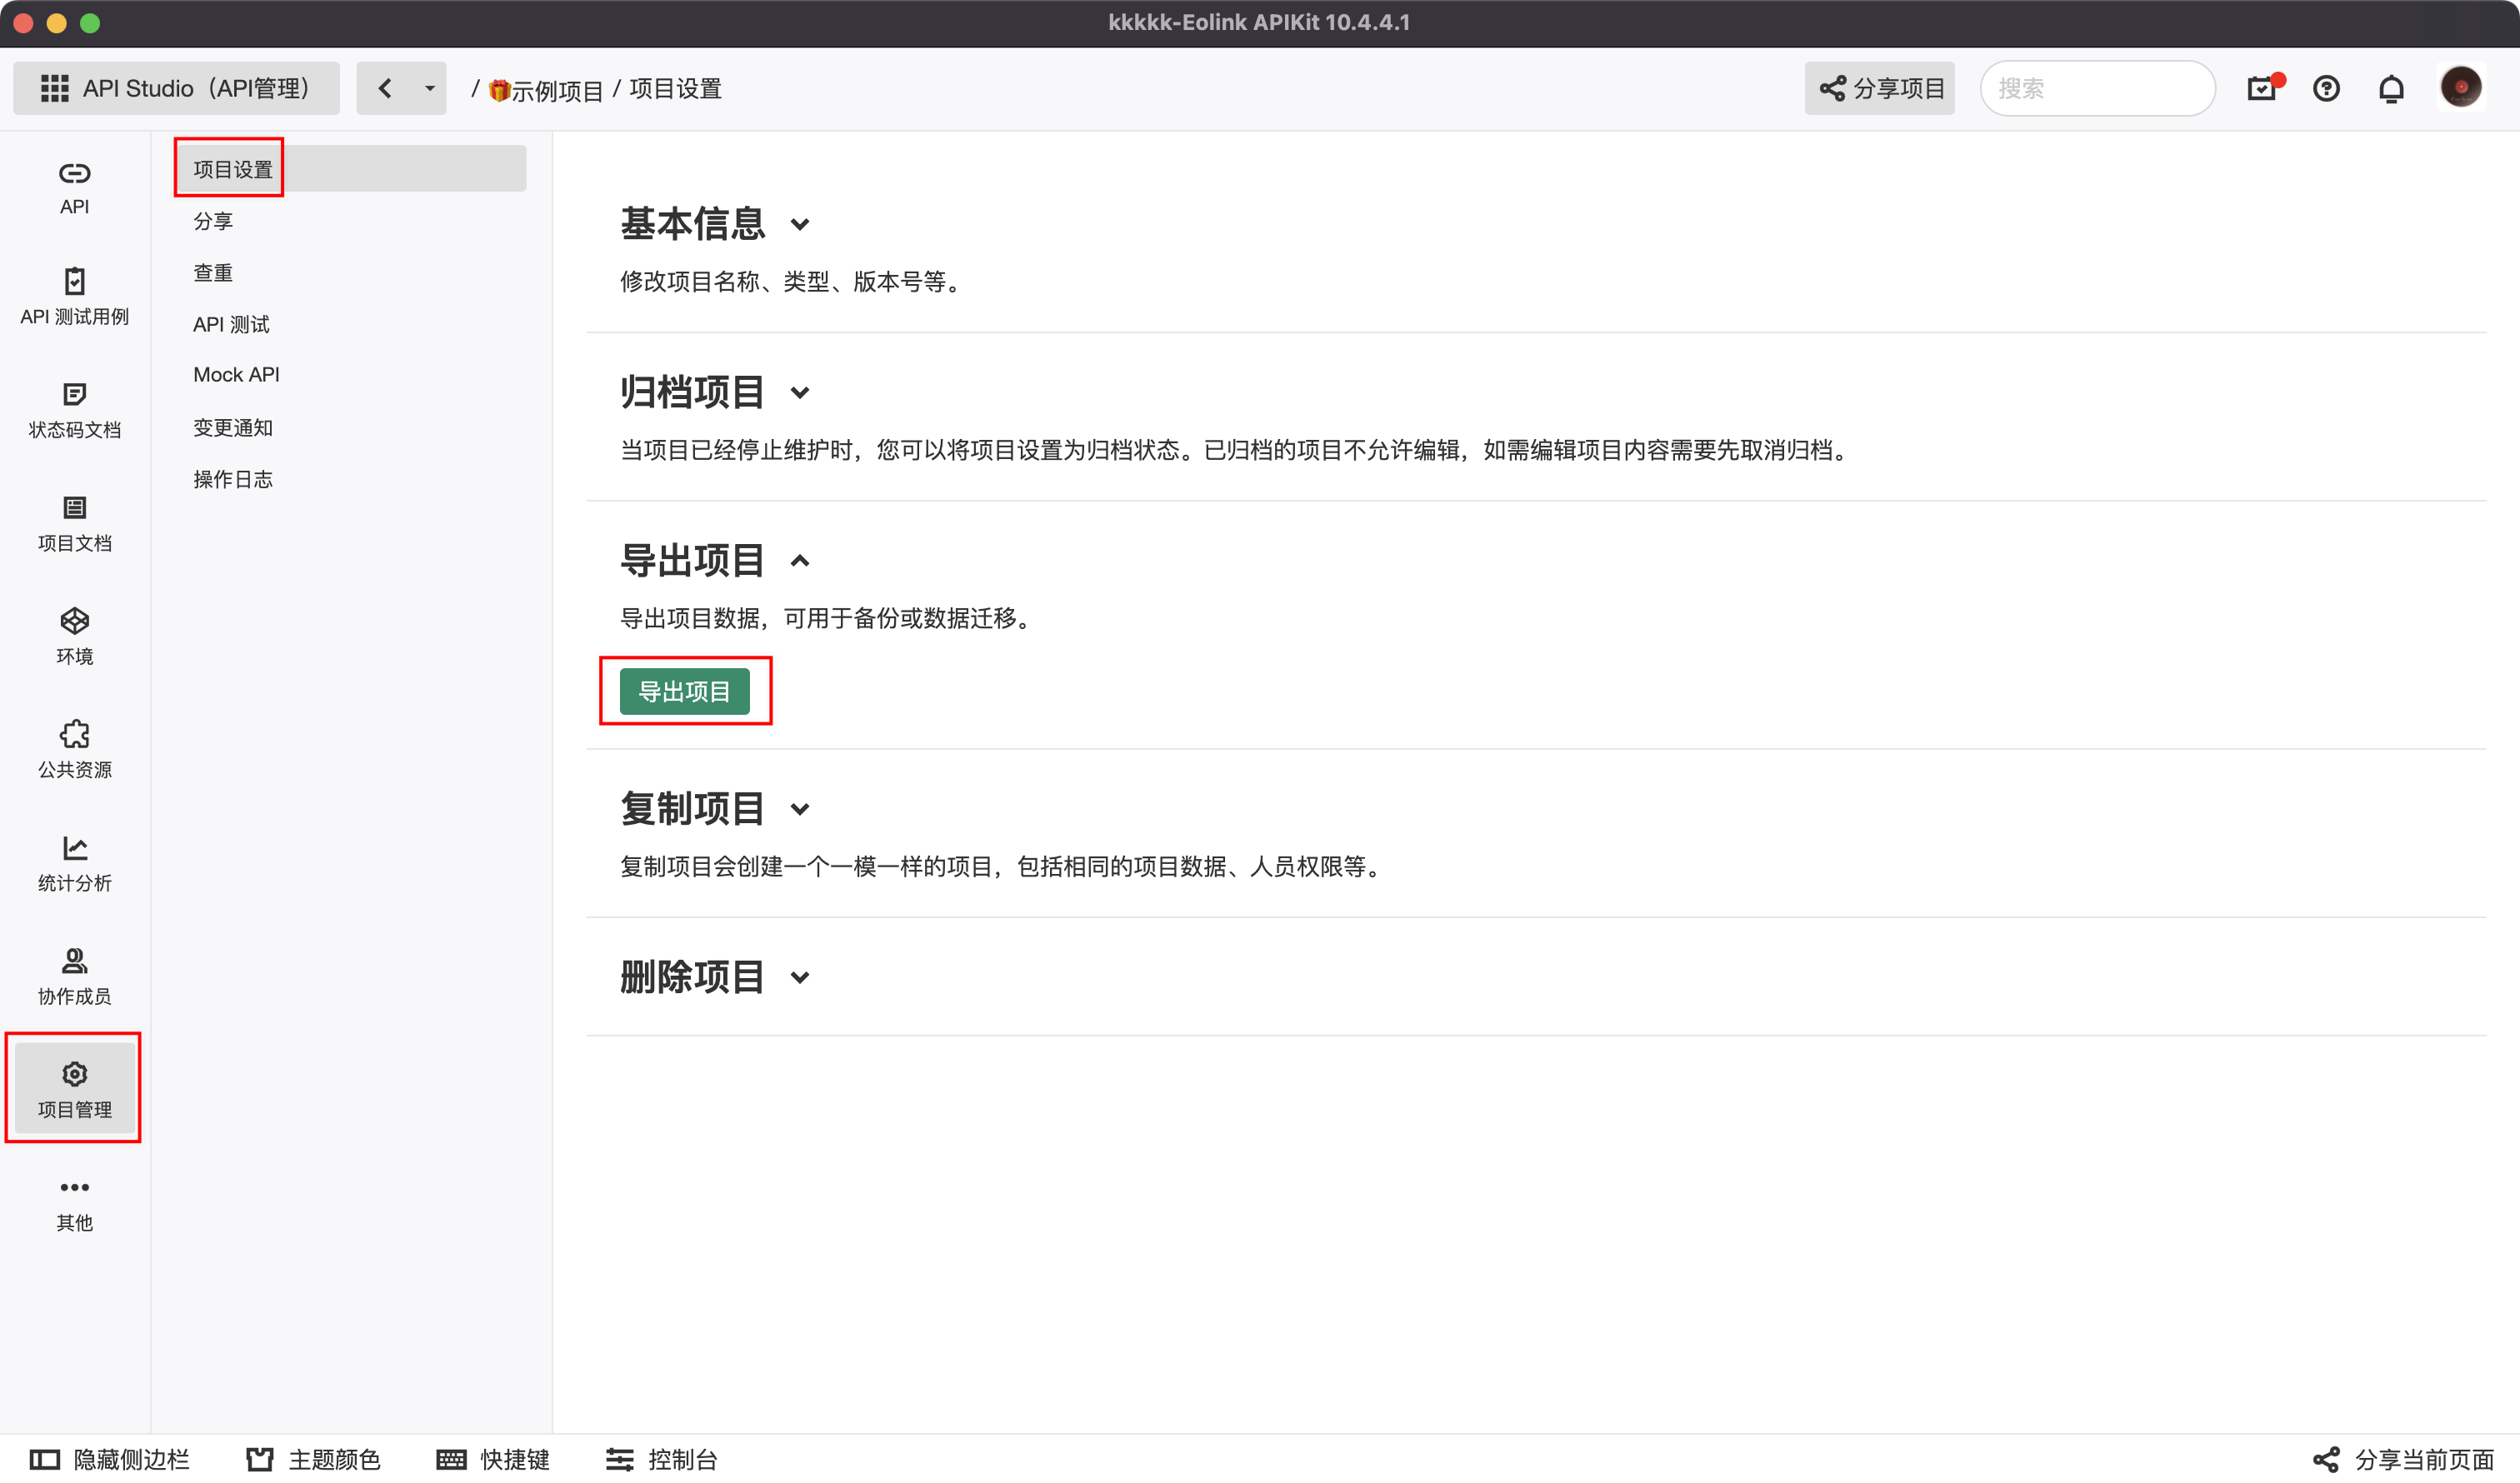 kkkkk-Eolink APIKit 10.4.4.1
API Studio（API管理）
/ 🎁示例项目 / 项目设置
分享项目
搜索
API
API 测试用例
状态码文档
项目文档
环境
公共资源
统计分析
协作成员
项目管理
其他
项目设置
分享
查重
API 测试
Mock API
变更通知
操作日志
基本信息
修改项目名称、类型、版本号等。
归档项目
当项目已经停止维护时，您可以将项目设置为归档状态。已归档的项目不允许编辑，如需编辑项目内容需要先取消归档。
导出项目
导出项目数据，可用于备份或数据迁移。
导出项目
复制项目
复制项目会创建一个一模一样的项目，包括相同的项目数据、人员权限等。
删除项目
隐藏侧边栏
主题颜色
快捷键
控制台
分享当前页面